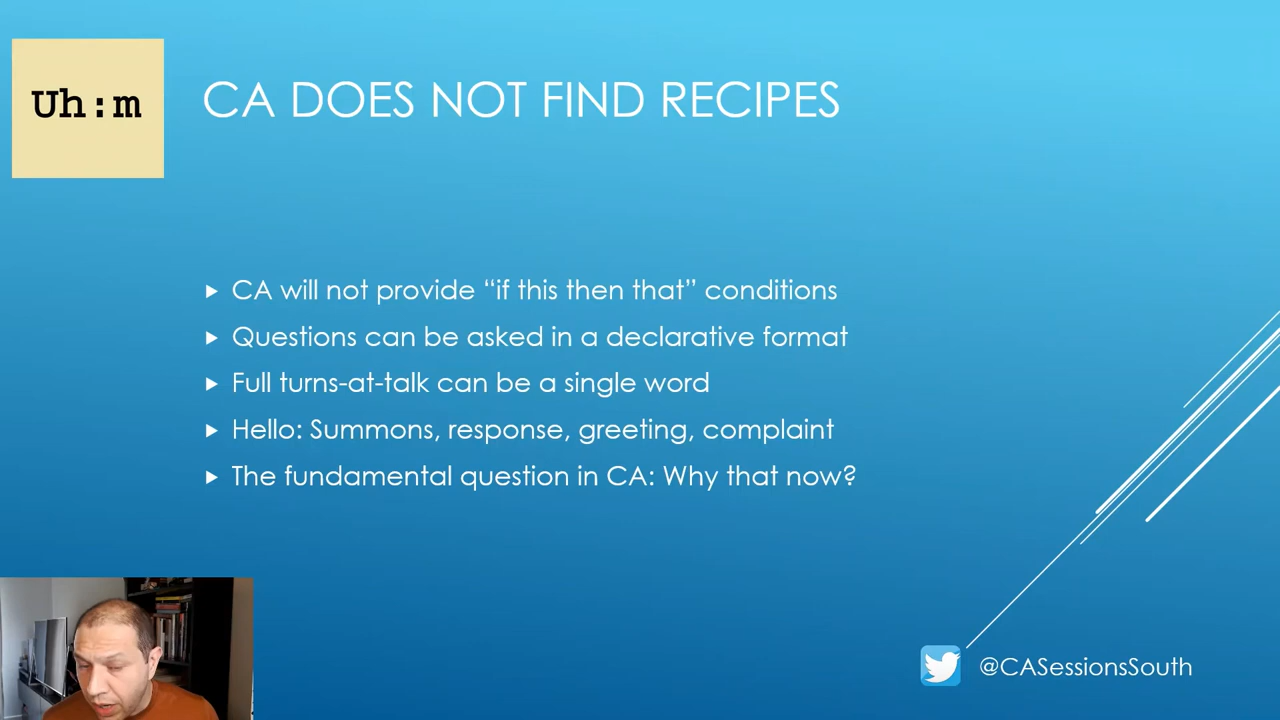 Uh:m
CA DOES NOT FIND RECIPES
CA will not provide “if this then that” conditions
Questions can be asked in a declarative format
Full turns-at-talk can be a single word
Hello: Summons, response, greeting, complaint
The fundamental question in CA: Why that now?
@CASessionsSouth